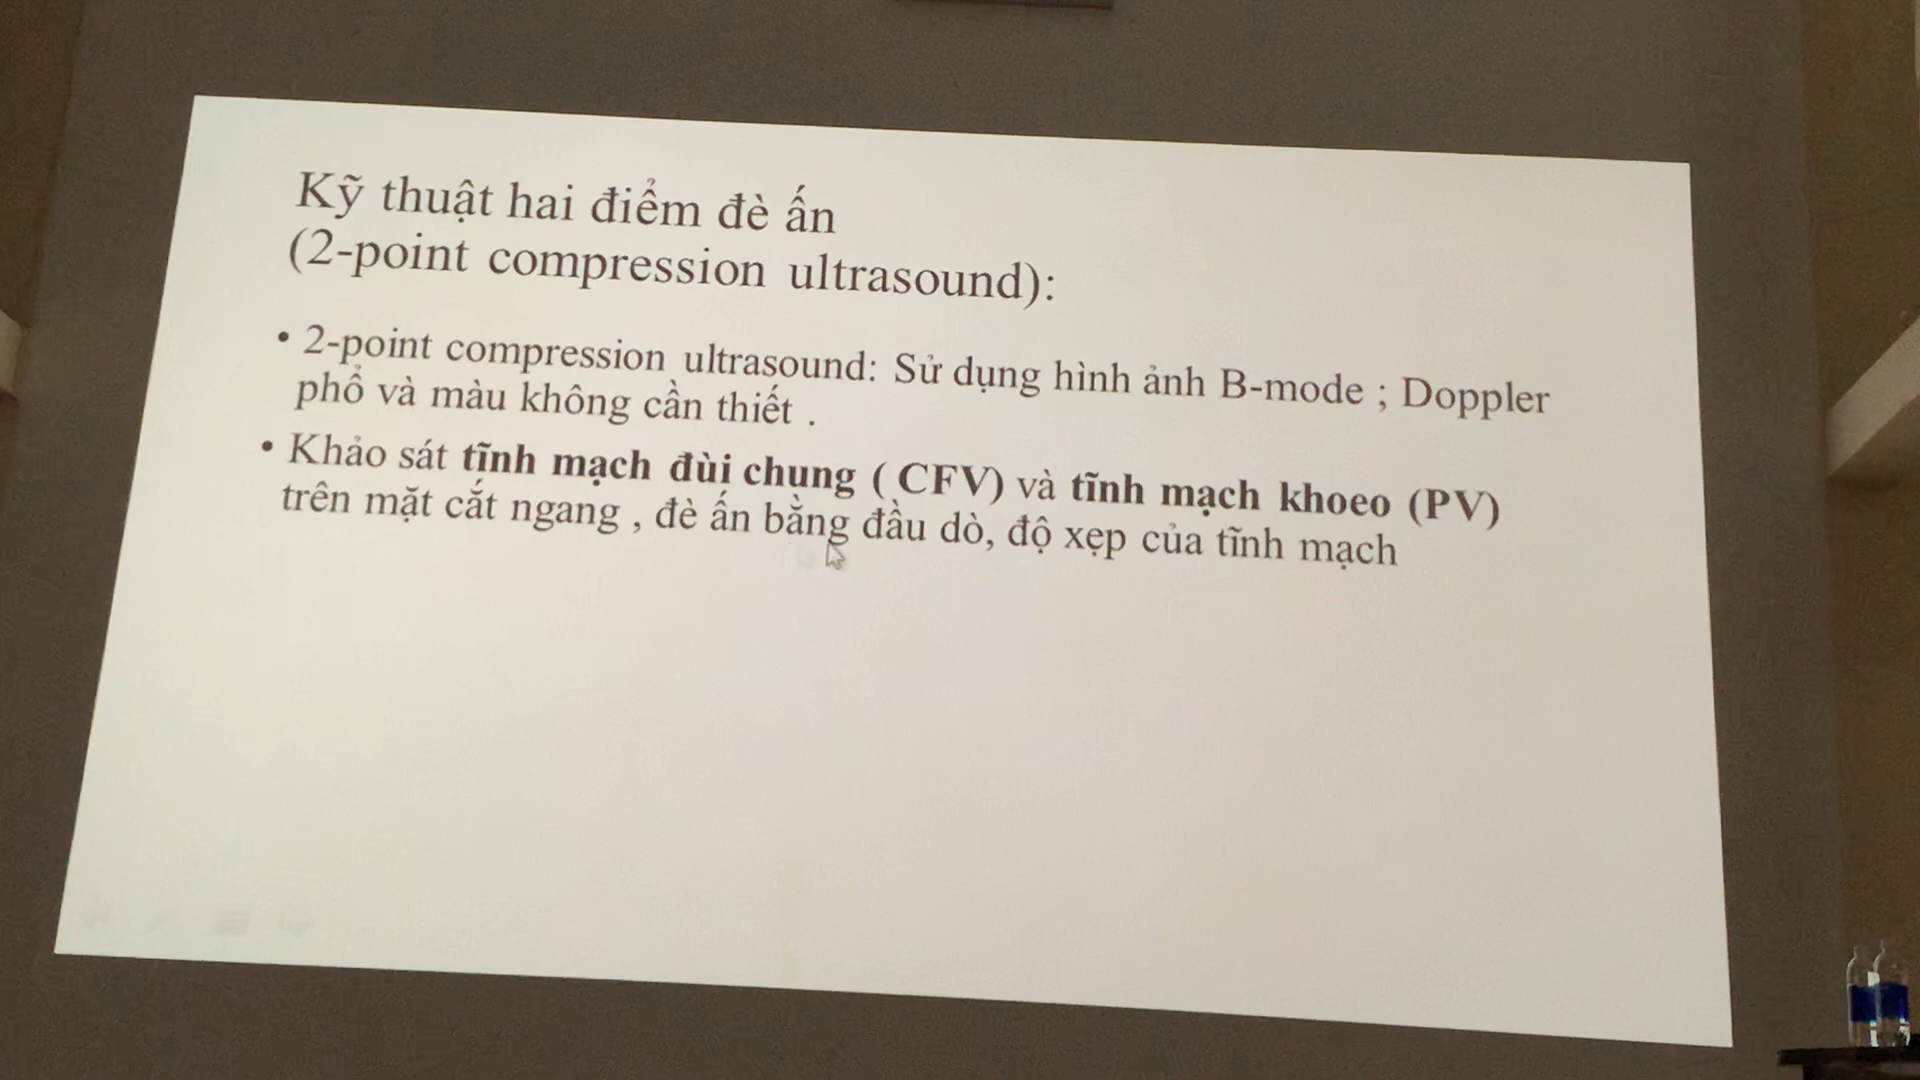 Kỹ thuật hai điểm đè ấn
(2-point compression ultrasound):
• 2-point compression ultrasound: Sử dụng hình ảnh B-mode ; Doppler
phổ và màu không cần thiết .
• Khảo sát tĩnh mạch đùi chung ( CFV) và tĩnh mạch khoeo (PV)
trên mặt cắt ngang , đè ấn bằng đầu dò, độ xẹp của tĩnh mạch